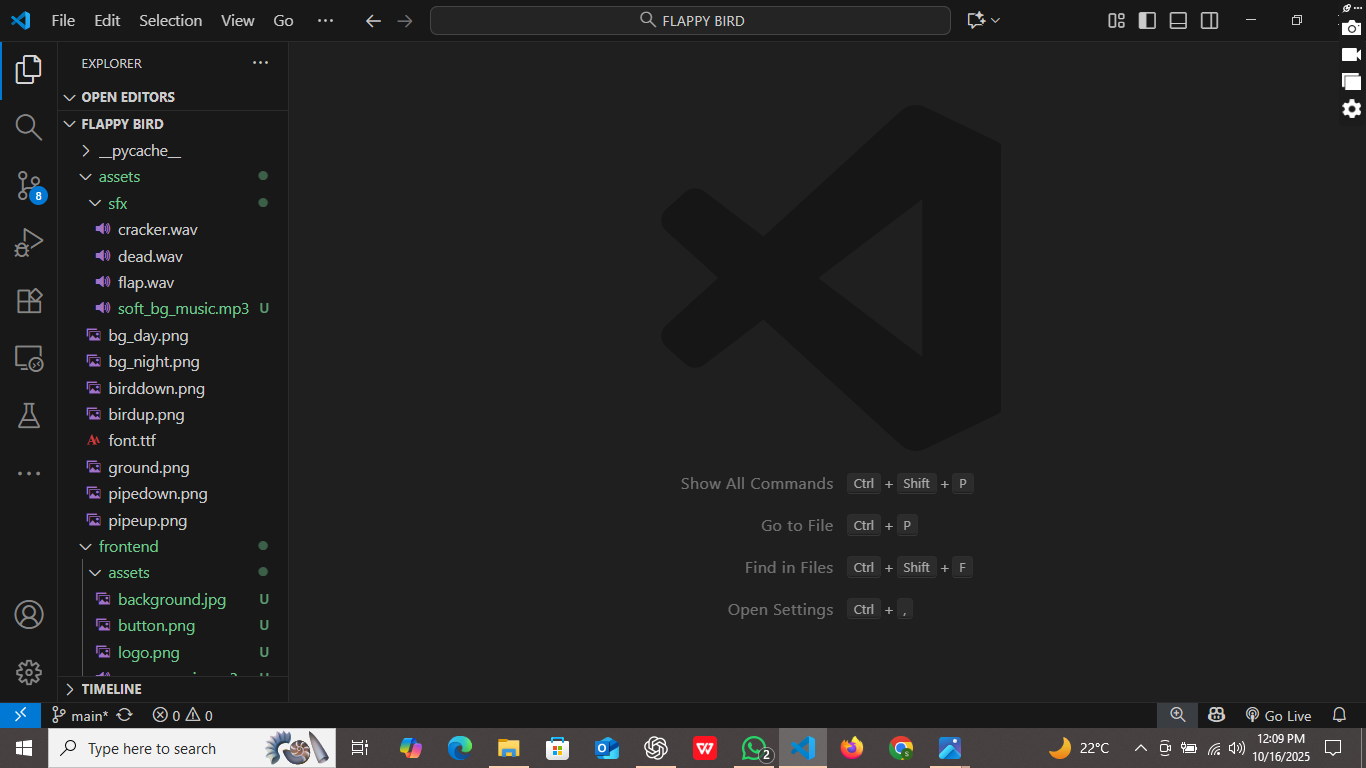 File Edit Selection View Go ··· FLAPPY BIRD
EXPLORER ···
OPEN EDITORS
FLAPPY BIRD
__pycache__
assets
sfx
8
cracker.wav
dead.wav
flap.wav
soft_bg_music.mp3 U
bg_day.png
bg_night.png
birddown.png
birdup.png
font.ttf
ground.png
pipedown.png
pipeup.png
frontend
assets
background.jpg U
button.png U
logo.png U
TIMELINE
Show All Commands Ctrl + Shift + P
Go to File Ctrl + P
Find in Files Ctrl + Shift + F
Open Settings Ctrl + ,
main* 0 0 Go Live
Type here to search 2 22°C 12:09 PM
10/16/2025